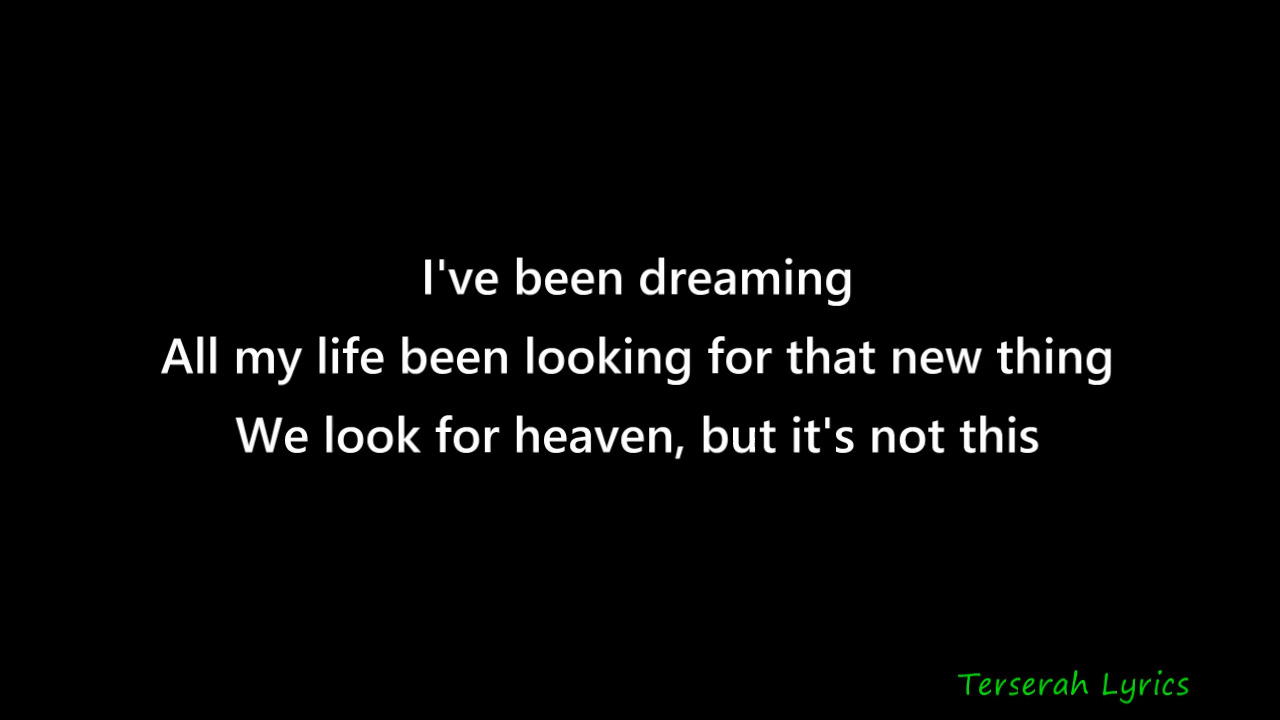 I've been dreaming
All my life been looking for that new thing
We look for heaven, but it's not this
Terserah Lyrics